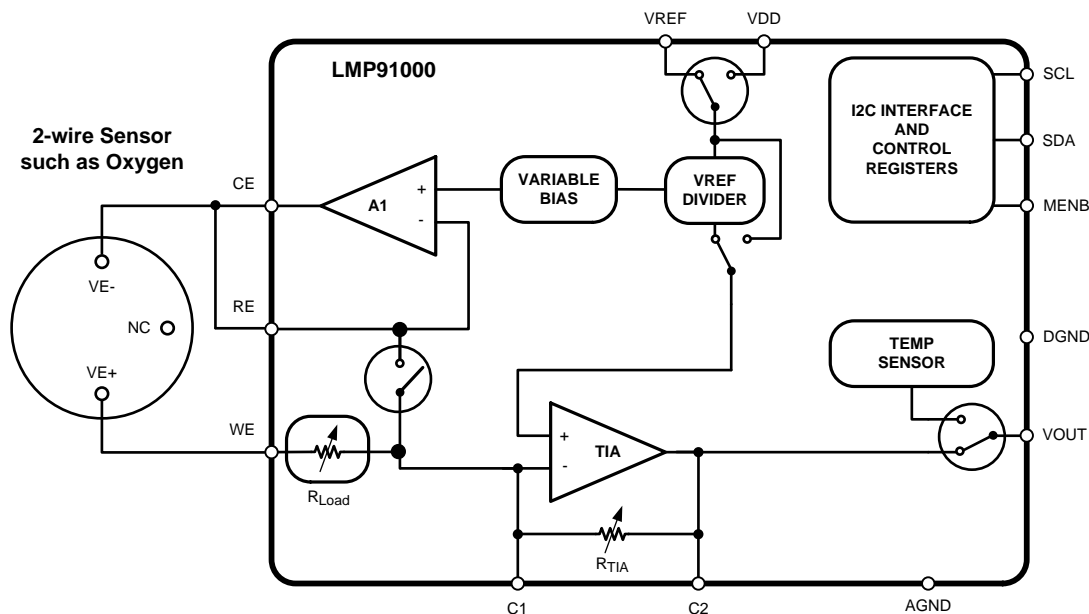 VREF
VDD
LMP91000
SCL
I2C INTERFACE
AND
CONTROL
REGISTERS
SDA
MENB
2-wire Sensor
such as Oxygen
CE
A1
+
-
VARIABLE
BIAS
VREF
DIVIDER
VE-
NC
VE+
RE
TEMP
SENSOR
DGND
WE
RLoad
+
-
TIA
VOUT
RTIA
C1
C2
AGND